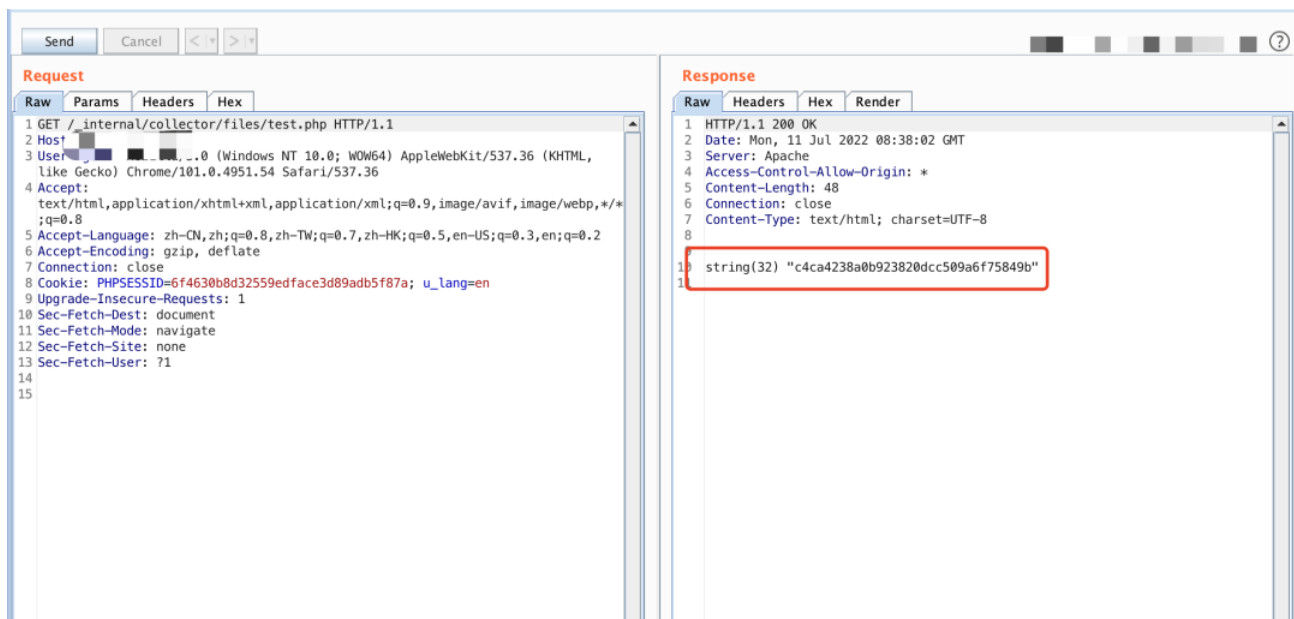 Send
Cancel
< | ▾
> | ▾
?
Request
Raw
Params
Headers
Hex
1 GET /_internal/collector/files/test.php HTTP/1.1
2 Host
3 User .0 (Windows NT 10.0; WOW64) AppleWebKit/537.36 (KHTML,
like Gecko) Chrome/101.0.4951.54 Safari/537.36
4 Accept:
text/html,application/xhtml+xml,application/xml;q=0.9,image/avif,image/webp,*/*
;q=0.8
5 Accept-Language: zh-CN,zh;q=0.8,zh-TW;q=0.7,zh-HK;q=0.5,en-US;q=0.3,en;q=0.2
6 Accept-Encoding: gzip, deflate
7 Connection: close
8 Cookie: PHPSESSID=6f4630b8d32559edface3d89adb5f87a; u_lang=en
9 Upgrade-Insecure-Requests: 1
10 Sec-Fetch-Dest: document
11 Sec-Fetch-Mode: navigate
12 Sec-Fetch-Site: none
13 Sec-Fetch-User: ?1
14
15
Response
Raw
Headers
Hex
Render
1 HTTP/1.1 200 OK
2 Date: Mon, 11 Jul 2022 08:38:02 GMT
3 Server: Apache
4 Access-Control-Allow-Origin: *
5 Content-Length: 48
6 Connection: close
7 Content-Type: text/html; charset=UTF-8
8
9
10 string(32) "c4ca4238a0b923820dcc509a6f75849b"
11